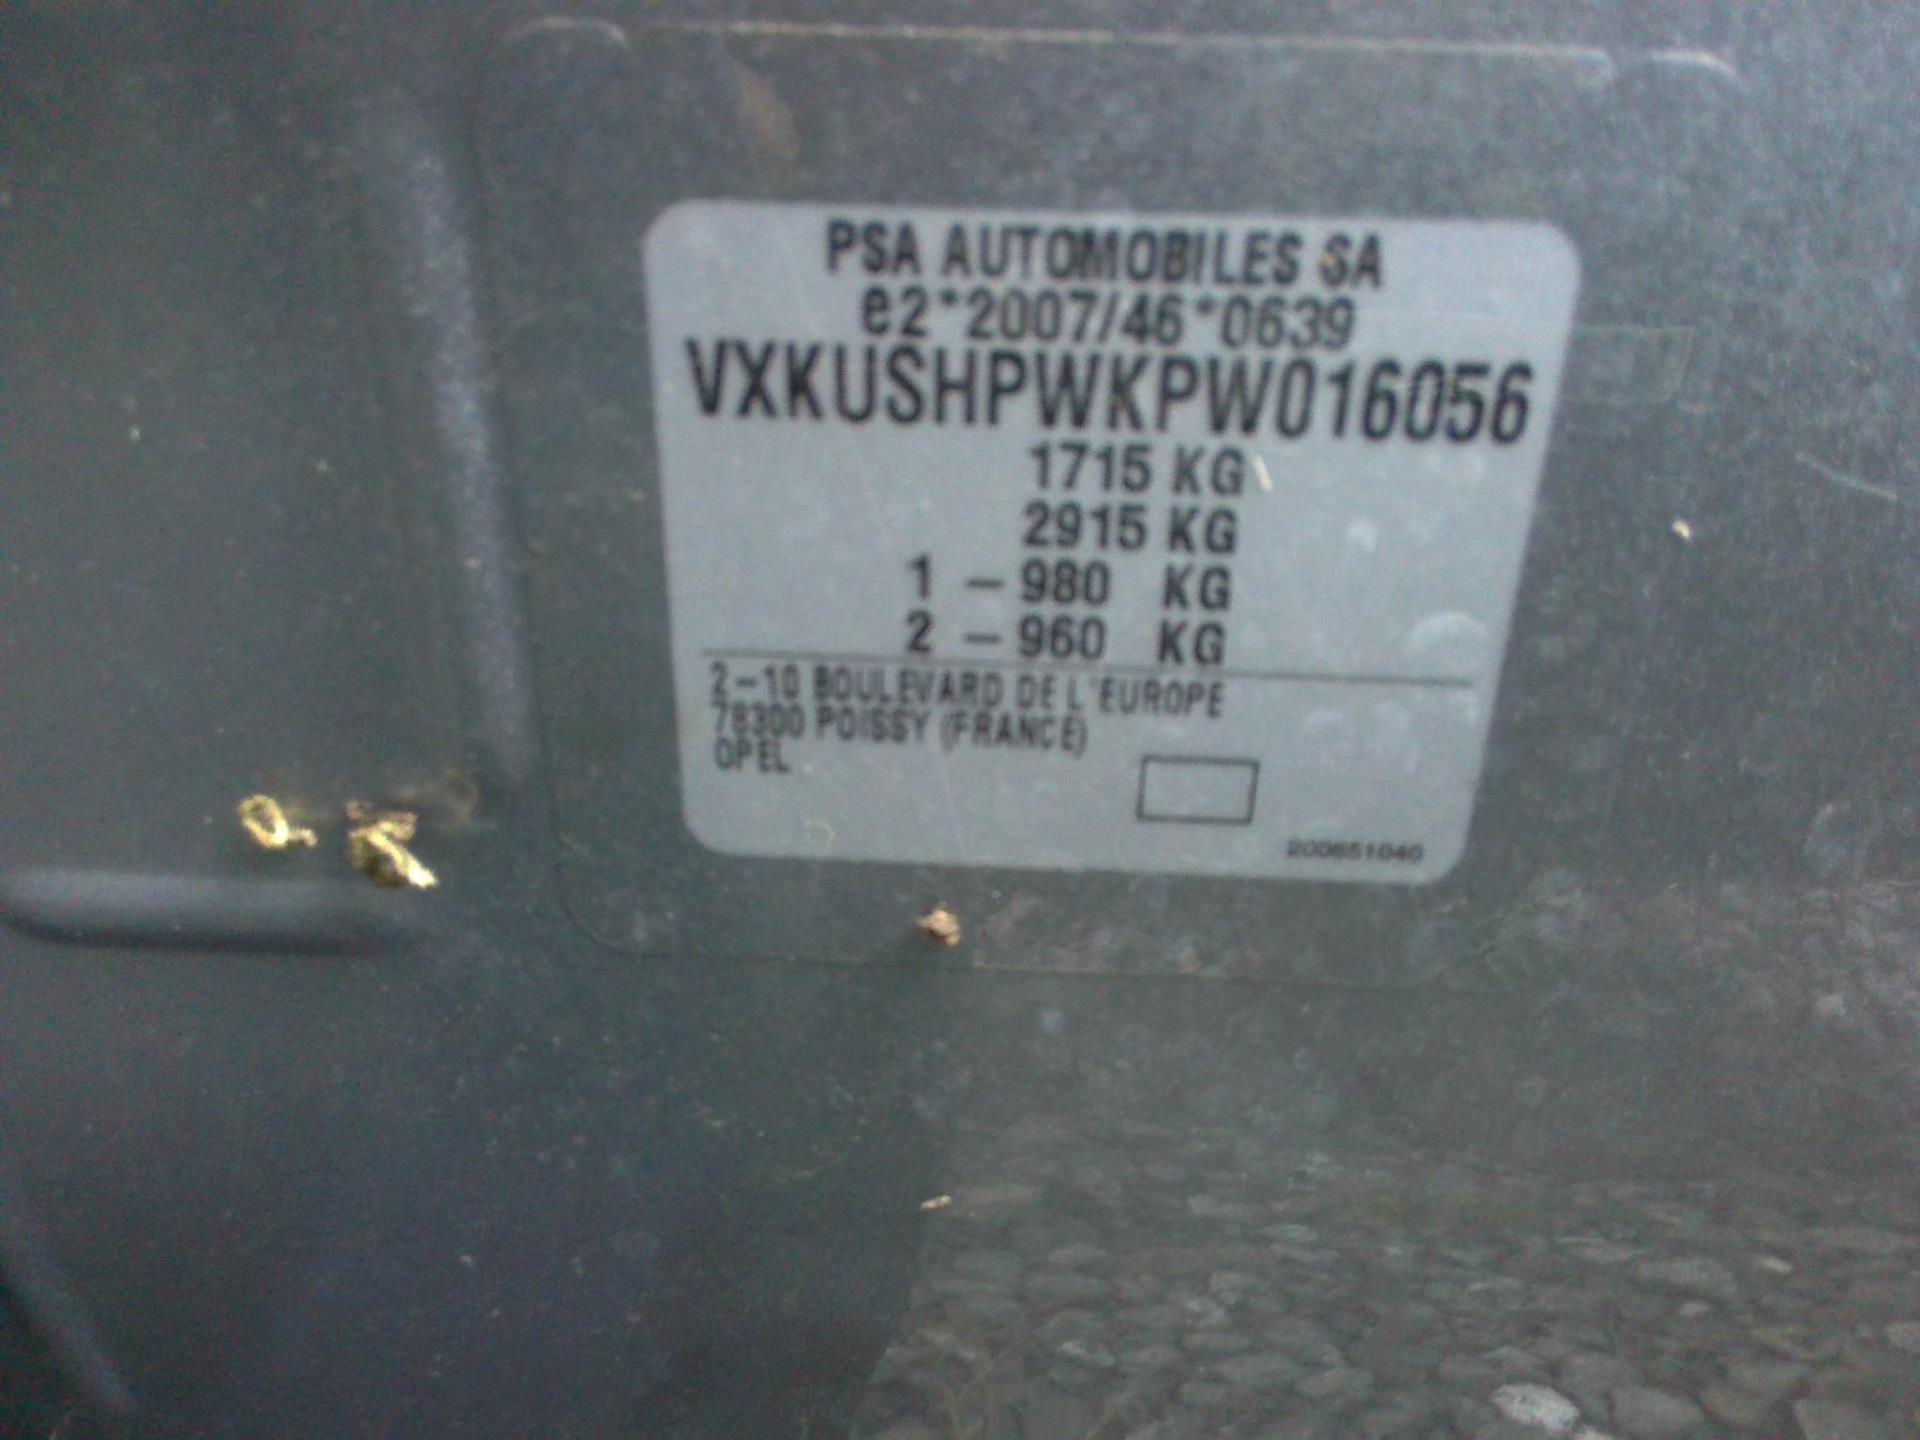 PSA AUTOMOBILES SA
e2*2007/46*0639
VXKUSHPWKPW016056
1715 KG
2915 KG
1 - 980 KG
2 - 960 KG
2-10 BOULEVARD DE L'EUROPE
78300 POISSY (FRANCE)
OPEL
200651040